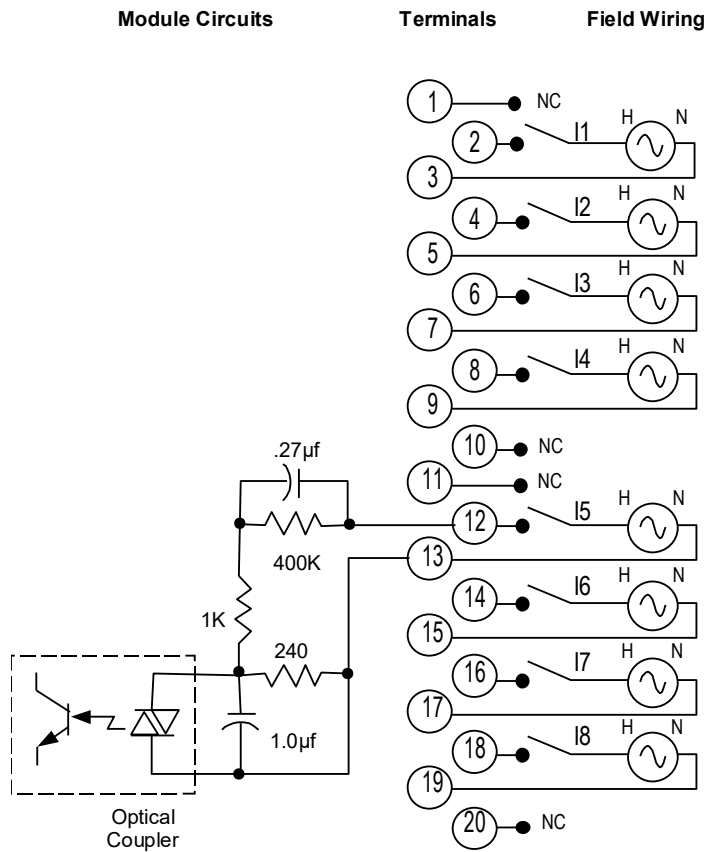 Module Circuits Terminals Field Wiring
1 NC
H N
2 I1
3
H N
4 I2
5
H N
6 I3
7
H N
8 I4
9
10 NC
.27µf
11 NC
H N
12 I5
400K
13
H N
14 I6
1K
15
240
H N
16 I7
17
H N
18 I8
1.0µf
19
Optical
Coupler
20 NC